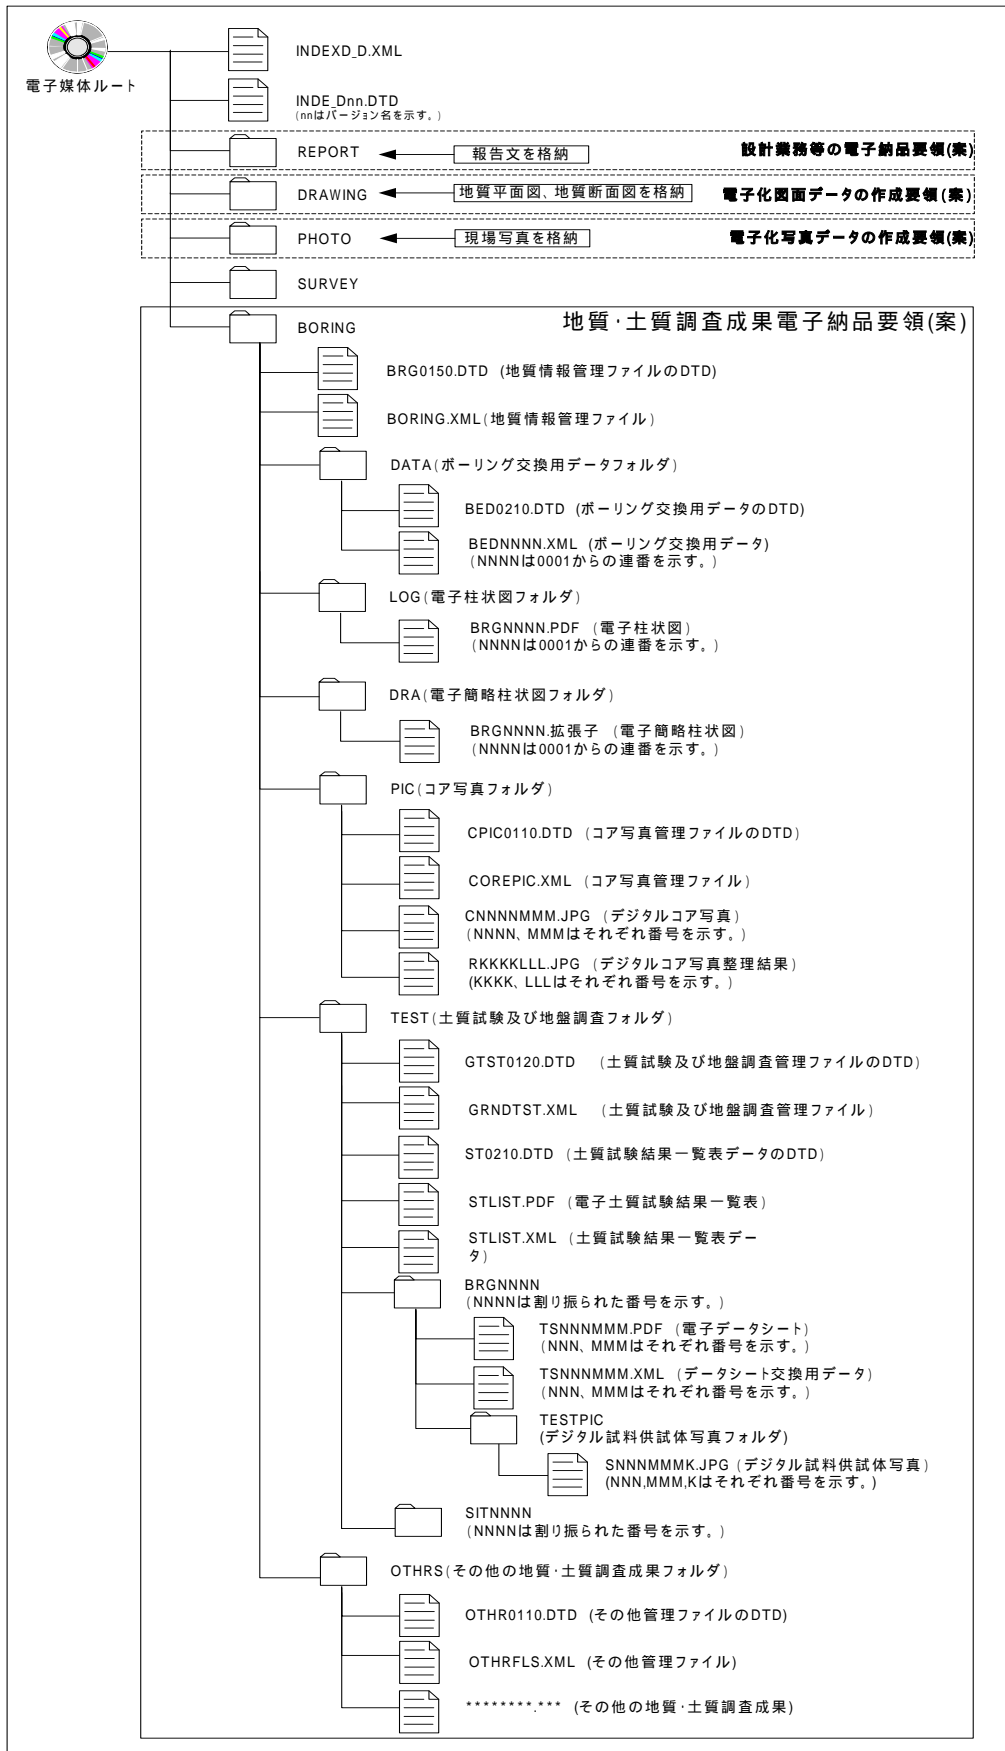 INDEXD_D.XML
電子媒体ルート
INDE_Dnn.DTD
(nnはバージョン名を示す。)
REPORT 報告文を格納 設計業務等の電子納品要領(案)
DRAWING 地質平面図、地質断面図を格納 電子化図面データの作成要領(案)
PHOTO 現場写真を格納 電子化写真データの作成要領(案)
SURVEY
BORING 地質･土質調査成果電子納品要領(案)
BRG0150.DTD (地質情報管理ファイルのDTD)
BORING.XML(地質情報管理ファイル)
DATA(ボーリング交換用データフォルダ)
BED0210.DTD (ボーリング交換用データのDTD)
BEDNNNN.XML (ボーリング交換用データ)
(NNNNは0001からの連番を示す。)
LOG(電子柱状図フォルダ)
BRGNNNN.PDF (電子柱状図)
(NNNNは0001からの連番を示す。)
DRA(電子簡略柱状図フォルダ)
BRGNNNN.拡張子 (電子簡略柱状図)
(NNNNは0001からの連番を示す。)
PIC(コア写真フォルダ)
CPIC0110.DTD (コア写真管理ファイルのDTD)
COREPIC.XML (コア写真管理ファイル)
CNNNNMMM.JPG (デジタルコア写真)
(NNNN、MMMはそれぞれ番号を示す。)
RKKKKLLL.JPG (デジタルコア写真整理結果)
(KKKK、LLLはそれぞれ番号を示す。)
TEST(土質試験及び地盤調査フォルダ)
GTST0120.DTD (土質試験及び地盤調査管理ファイルのDTD)
GRNDTST.XML (土質試験及び地盤調査管理ファイル)
ST0210.DTD (土質試験結果一覧表データのDTD)
STLIST.PDF (電子土質試験結果一覧表)
STLIST.XML (土質試験結果一覧表デー
タ)
BRGNNNN
(NNNNは割り振られた番号を示す。)
TSNNNMMM.PDF (電子データシート)
(NNN、MMMはそれぞれ番号を示す。)
TSNNNMMM.XML (データシート交換用データ)
(NNN、MMMはそれぞれ番号を示す。)
TESTPIC
(デジタル試料供試体写真フォルダ)
SNNNMMMK.JPG (デジタル試料供試体写真)
(NNN,MMM,Kはそれぞれ番号を示す。)
SITNNNN
(NNNNは割り振られた番号を示す。)
OTHRS(その他の地質･土質調査成果フォルダ)
OTHR0110.DTD (その他管理ファイルのDTD)
OTHRFLS.XML (その他管理ファイル)
********.*** (その他の地質･土質調査成果)